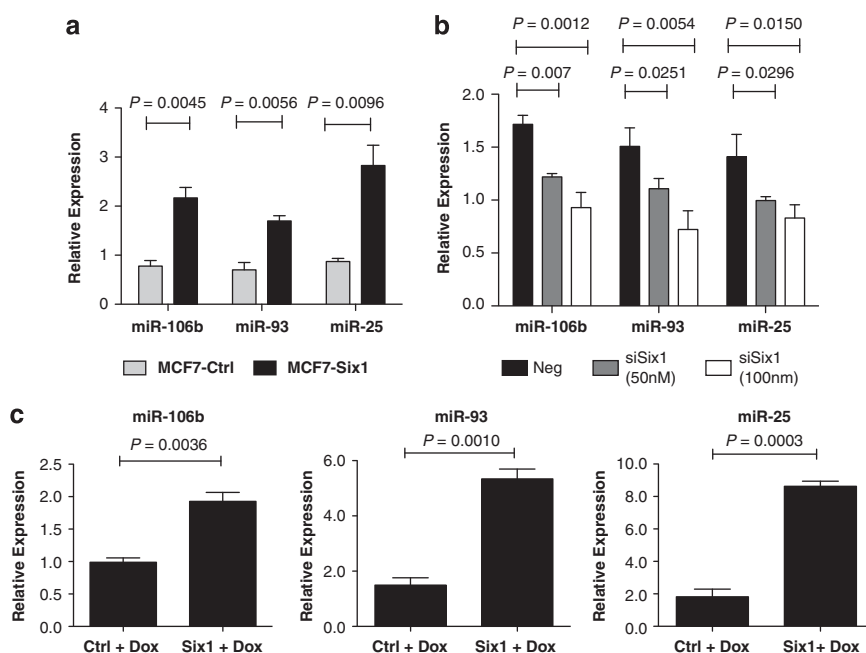 a
P = 0.0045 P = 0.0056 P = 0.0096
Relative Expression
4
3
2
1
0
miR-106b miR-93 miR-25
MCF7-Ctrl MCF7-Six1
b
P = 0.0012 P = 0.0054 P = 0.0150
P = 0.007 P = 0.0251 P = 0.0296
Relative Expression
2.0
1.5
1.0
0.5
0.0
miR-106b miR-93 miR-25
Neg
siSix1
(50nM)
siSix1
(100nm)
c
miR-106b
P = 0.0036
Relative Expression
2.5
2.0
1.5
1.0
0.5
0.0
Ctrl + Dox Six1 + Dox
miR-93
P = 0.0010
Relative Expression
6.0
4.0
2.0
0.0
Ctrl + Dox Six1 + Dox
miR-25
P = 0.0003
Relative Expression
10.0
8.0
6.0
4.0
2.0
0.0
Ctrl + Dox Six1+ Dox